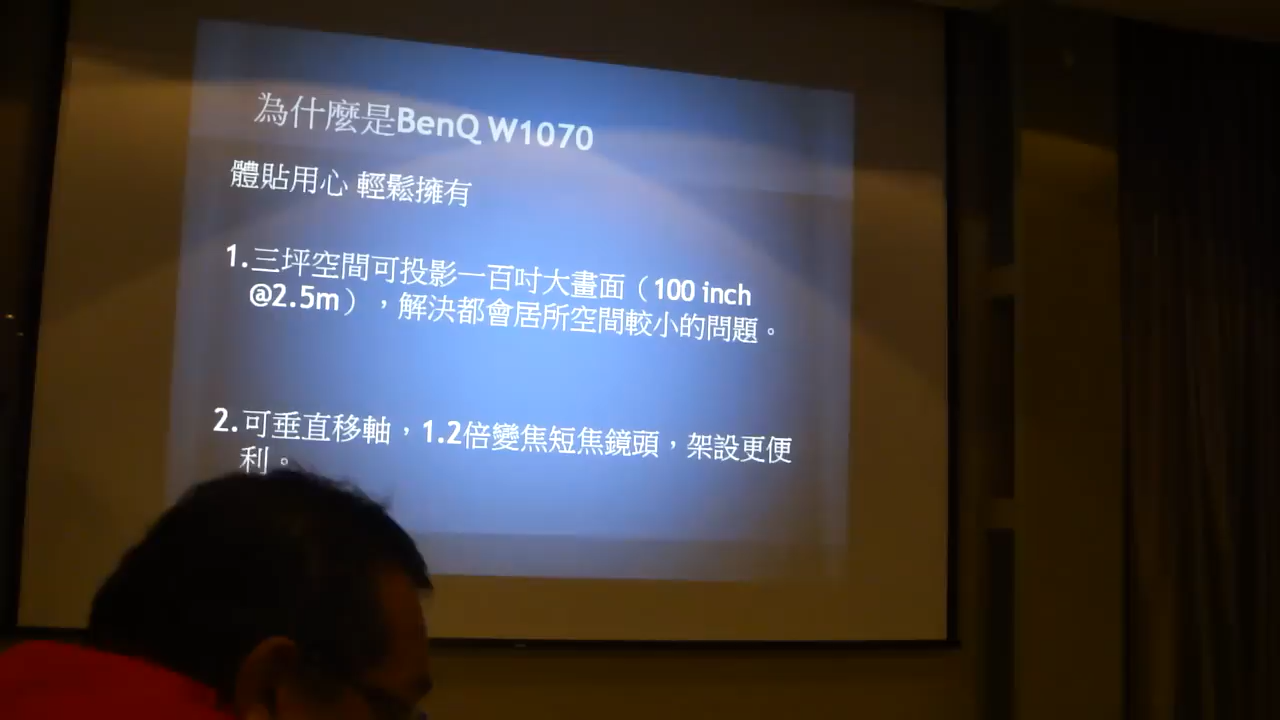 為什麼是BenQ W1070
體貼用心 輕鬆擁有
1.三坪空間可投影一百吋大畫面（100 inch
@2.5m），解決都會居所空間較小的問題。
2.可垂直移軸，1.2倍變焦短焦鏡頭，架設更便
利。